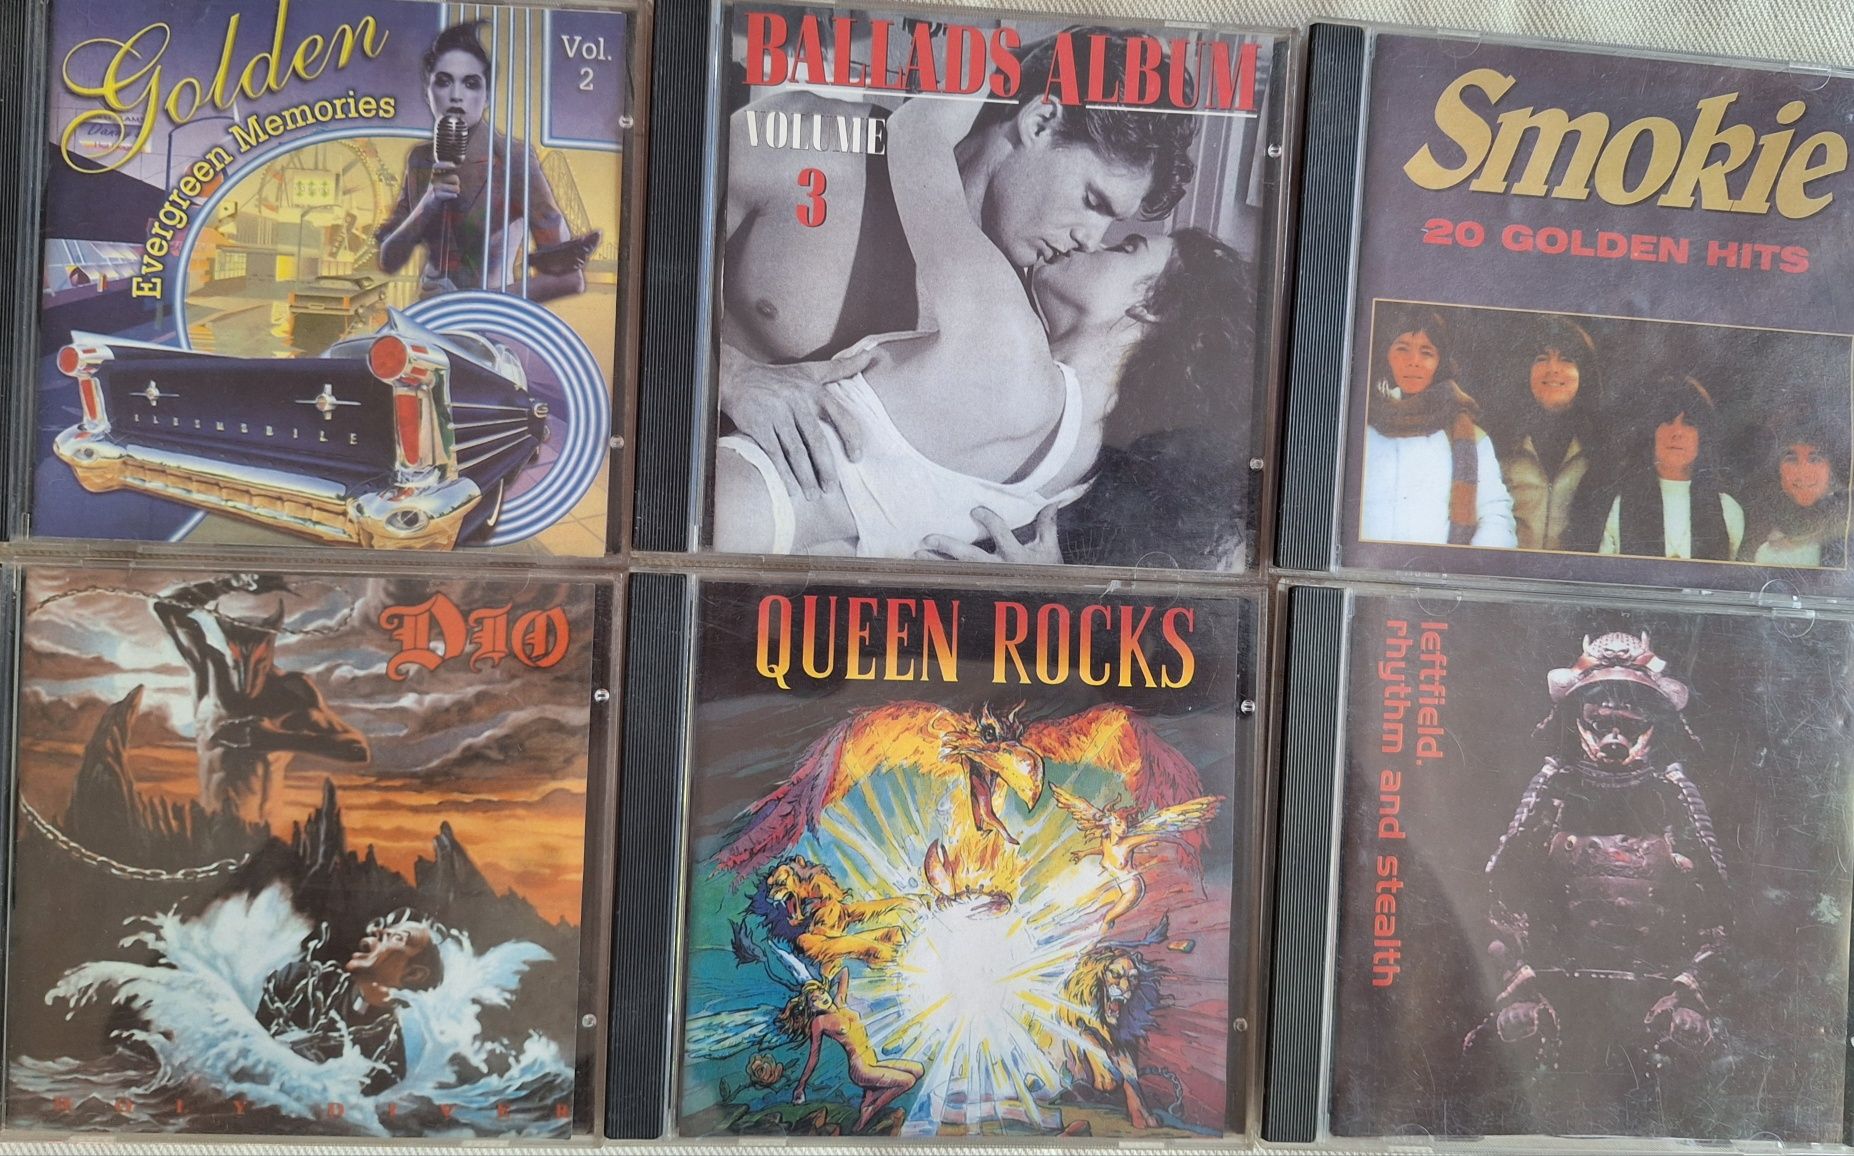 Golden
Evergreen Memories
Vol.
2
OLDSMOBILE
BALLADS ALBUM
VOLUME
3
Smokie
20 GOLDEN HITS
DIO
HOLY DIVER
QUEEN ROCKS
leftfield.
rhythm and stealth